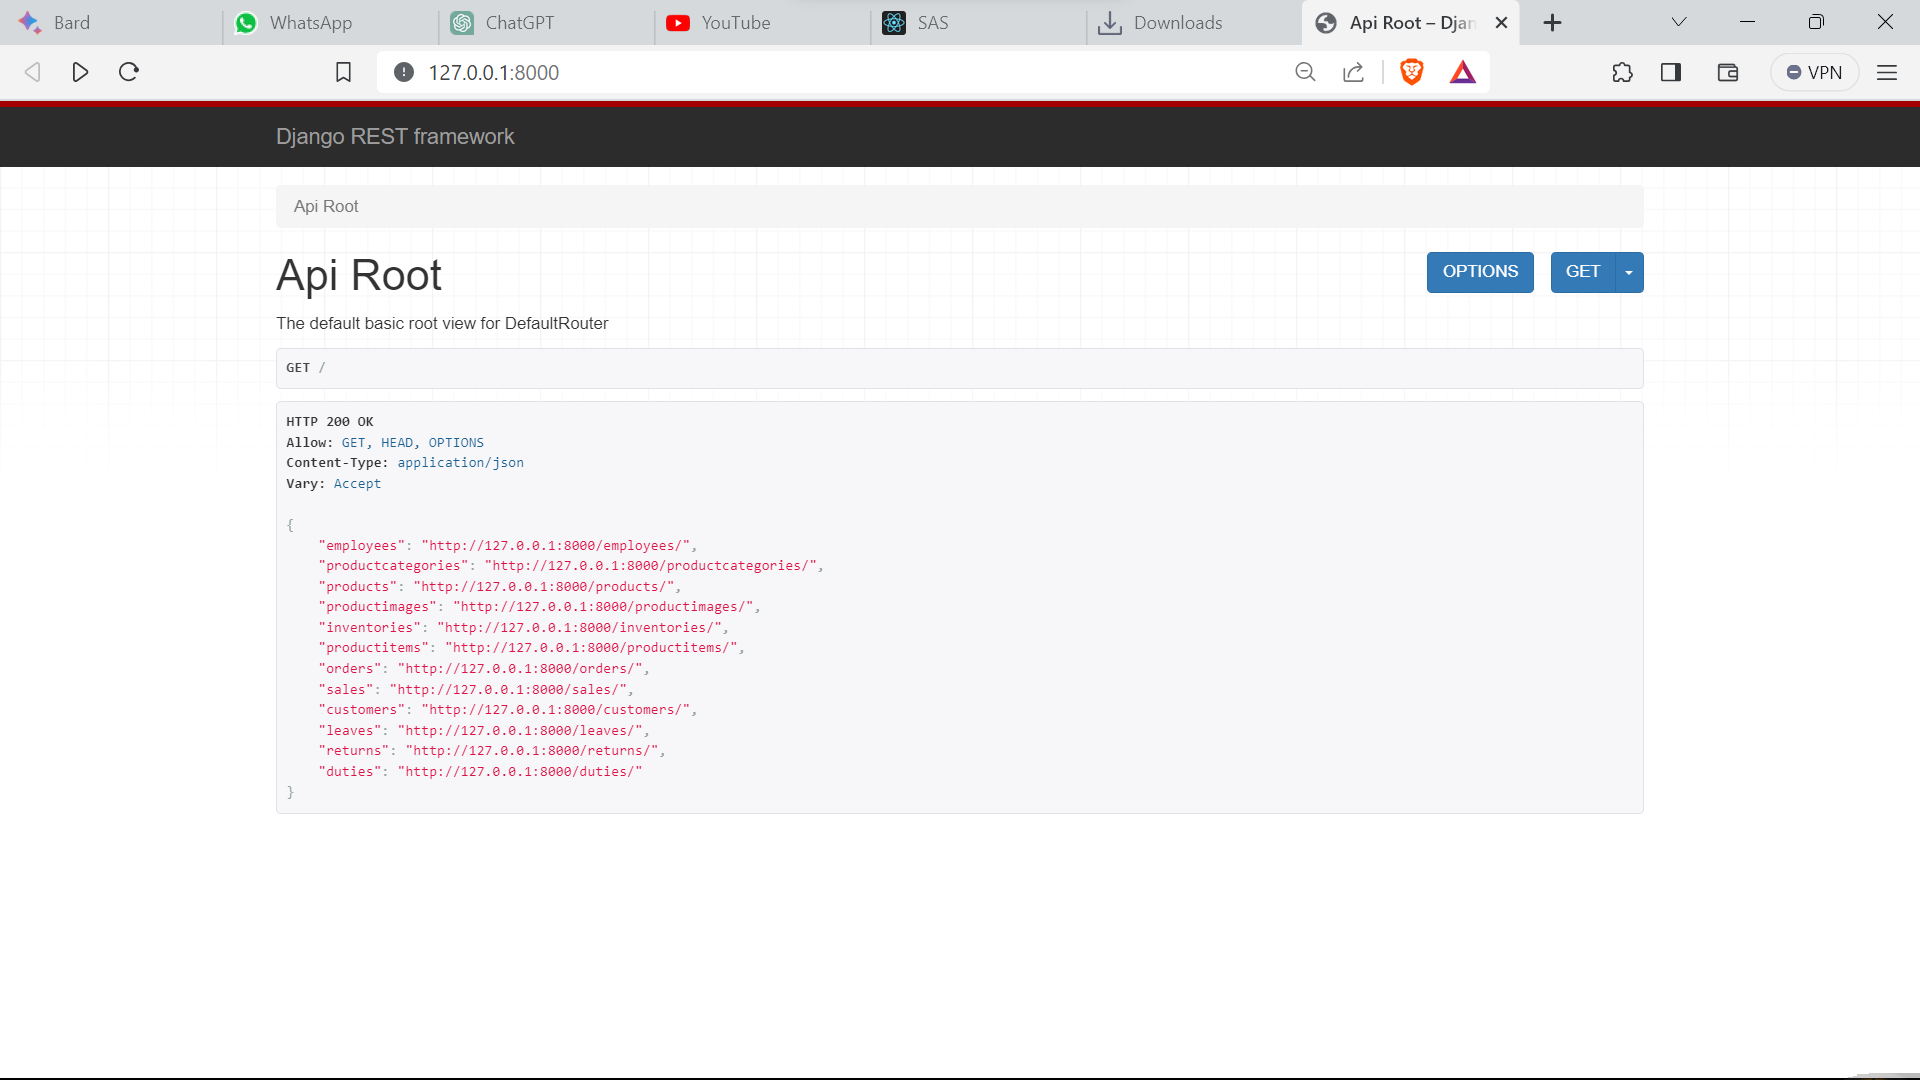 Bard
WhatsApp
ChatGPT
YouTube
SAS
Downloads
Api Root – Djan
127.0.0.1:8000
VPN
Django REST framework
Api Root
Api Root
OPTIONS
GET
The default basic root view for DefaultRouter
GET /
HTTP 200 OK
Allow: GET, HEAD, OPTIONS
Content-Type: application/json
Vary: Accept
{
    "employees": "http://127.0.0.1:8000/employees/",
    "productcategories": "http://127.0.0.1:8000/productcategories/",
    "products": "http://127.0.0.1:8000/products/",
    "productimages": "http://127.0.0.1:8000/productimages/",
    "inventories": "http://127.0.0.1:8000/inventories/",
    "productitems": "http://127.0.0.1:8000/productitems/",
    "orders": "http://127.0.0.1:8000/orders/",
    "sales": "http://127.0.0.1:8000/sales/",
    "customers": "http://127.0.0.1:8000/customers/",
    "leaves": "http://127.0.0.1:8000/leaves/",
    "returns": "http://127.0.0.1:8000/returns/",
    "duties": "http://127.0.0.1:8000/duties/"
}